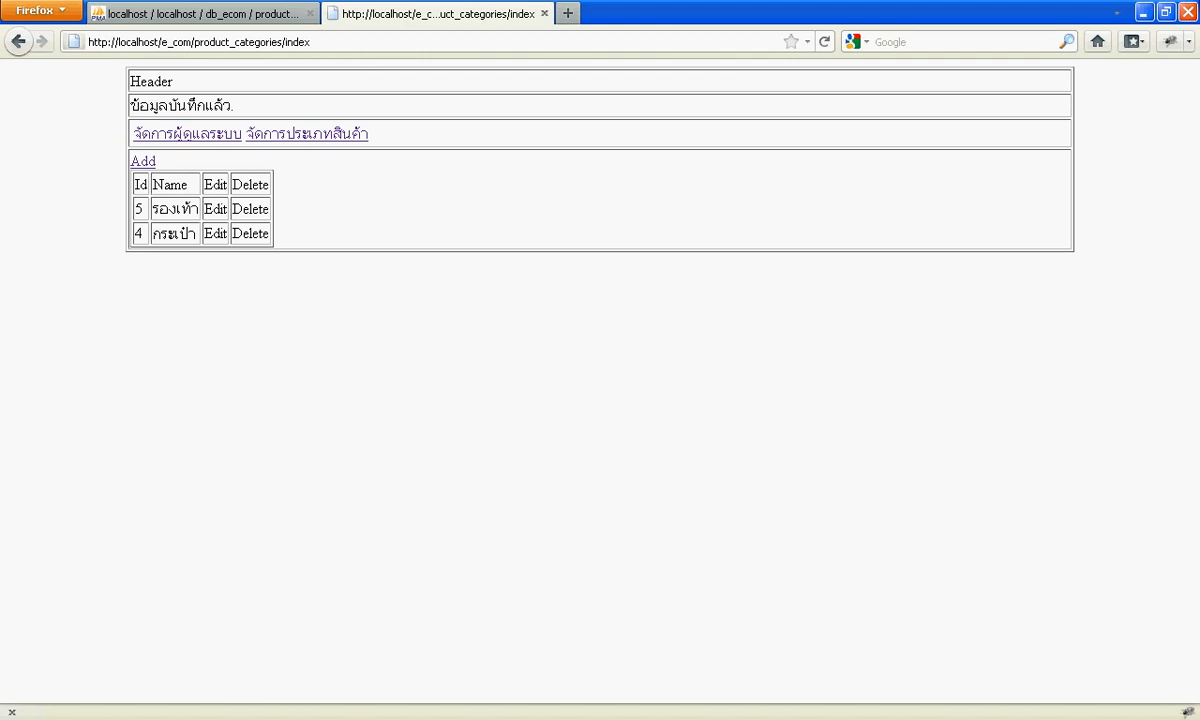 Firefox
localhost / localhost / db_ecom / product...
http://localhost/e_c...uct_categories/index
http://localhost/e_com/product_categories/index
Google
Header
ข้อมูลบันทึกแล้ว.
จัดการผู้ดูแลระบบ จัดการประเภทสินค้า
Add
Id Name Edit Delete
5 รองเท้า Edit Delete
4 กระเป๋า Edit Delete